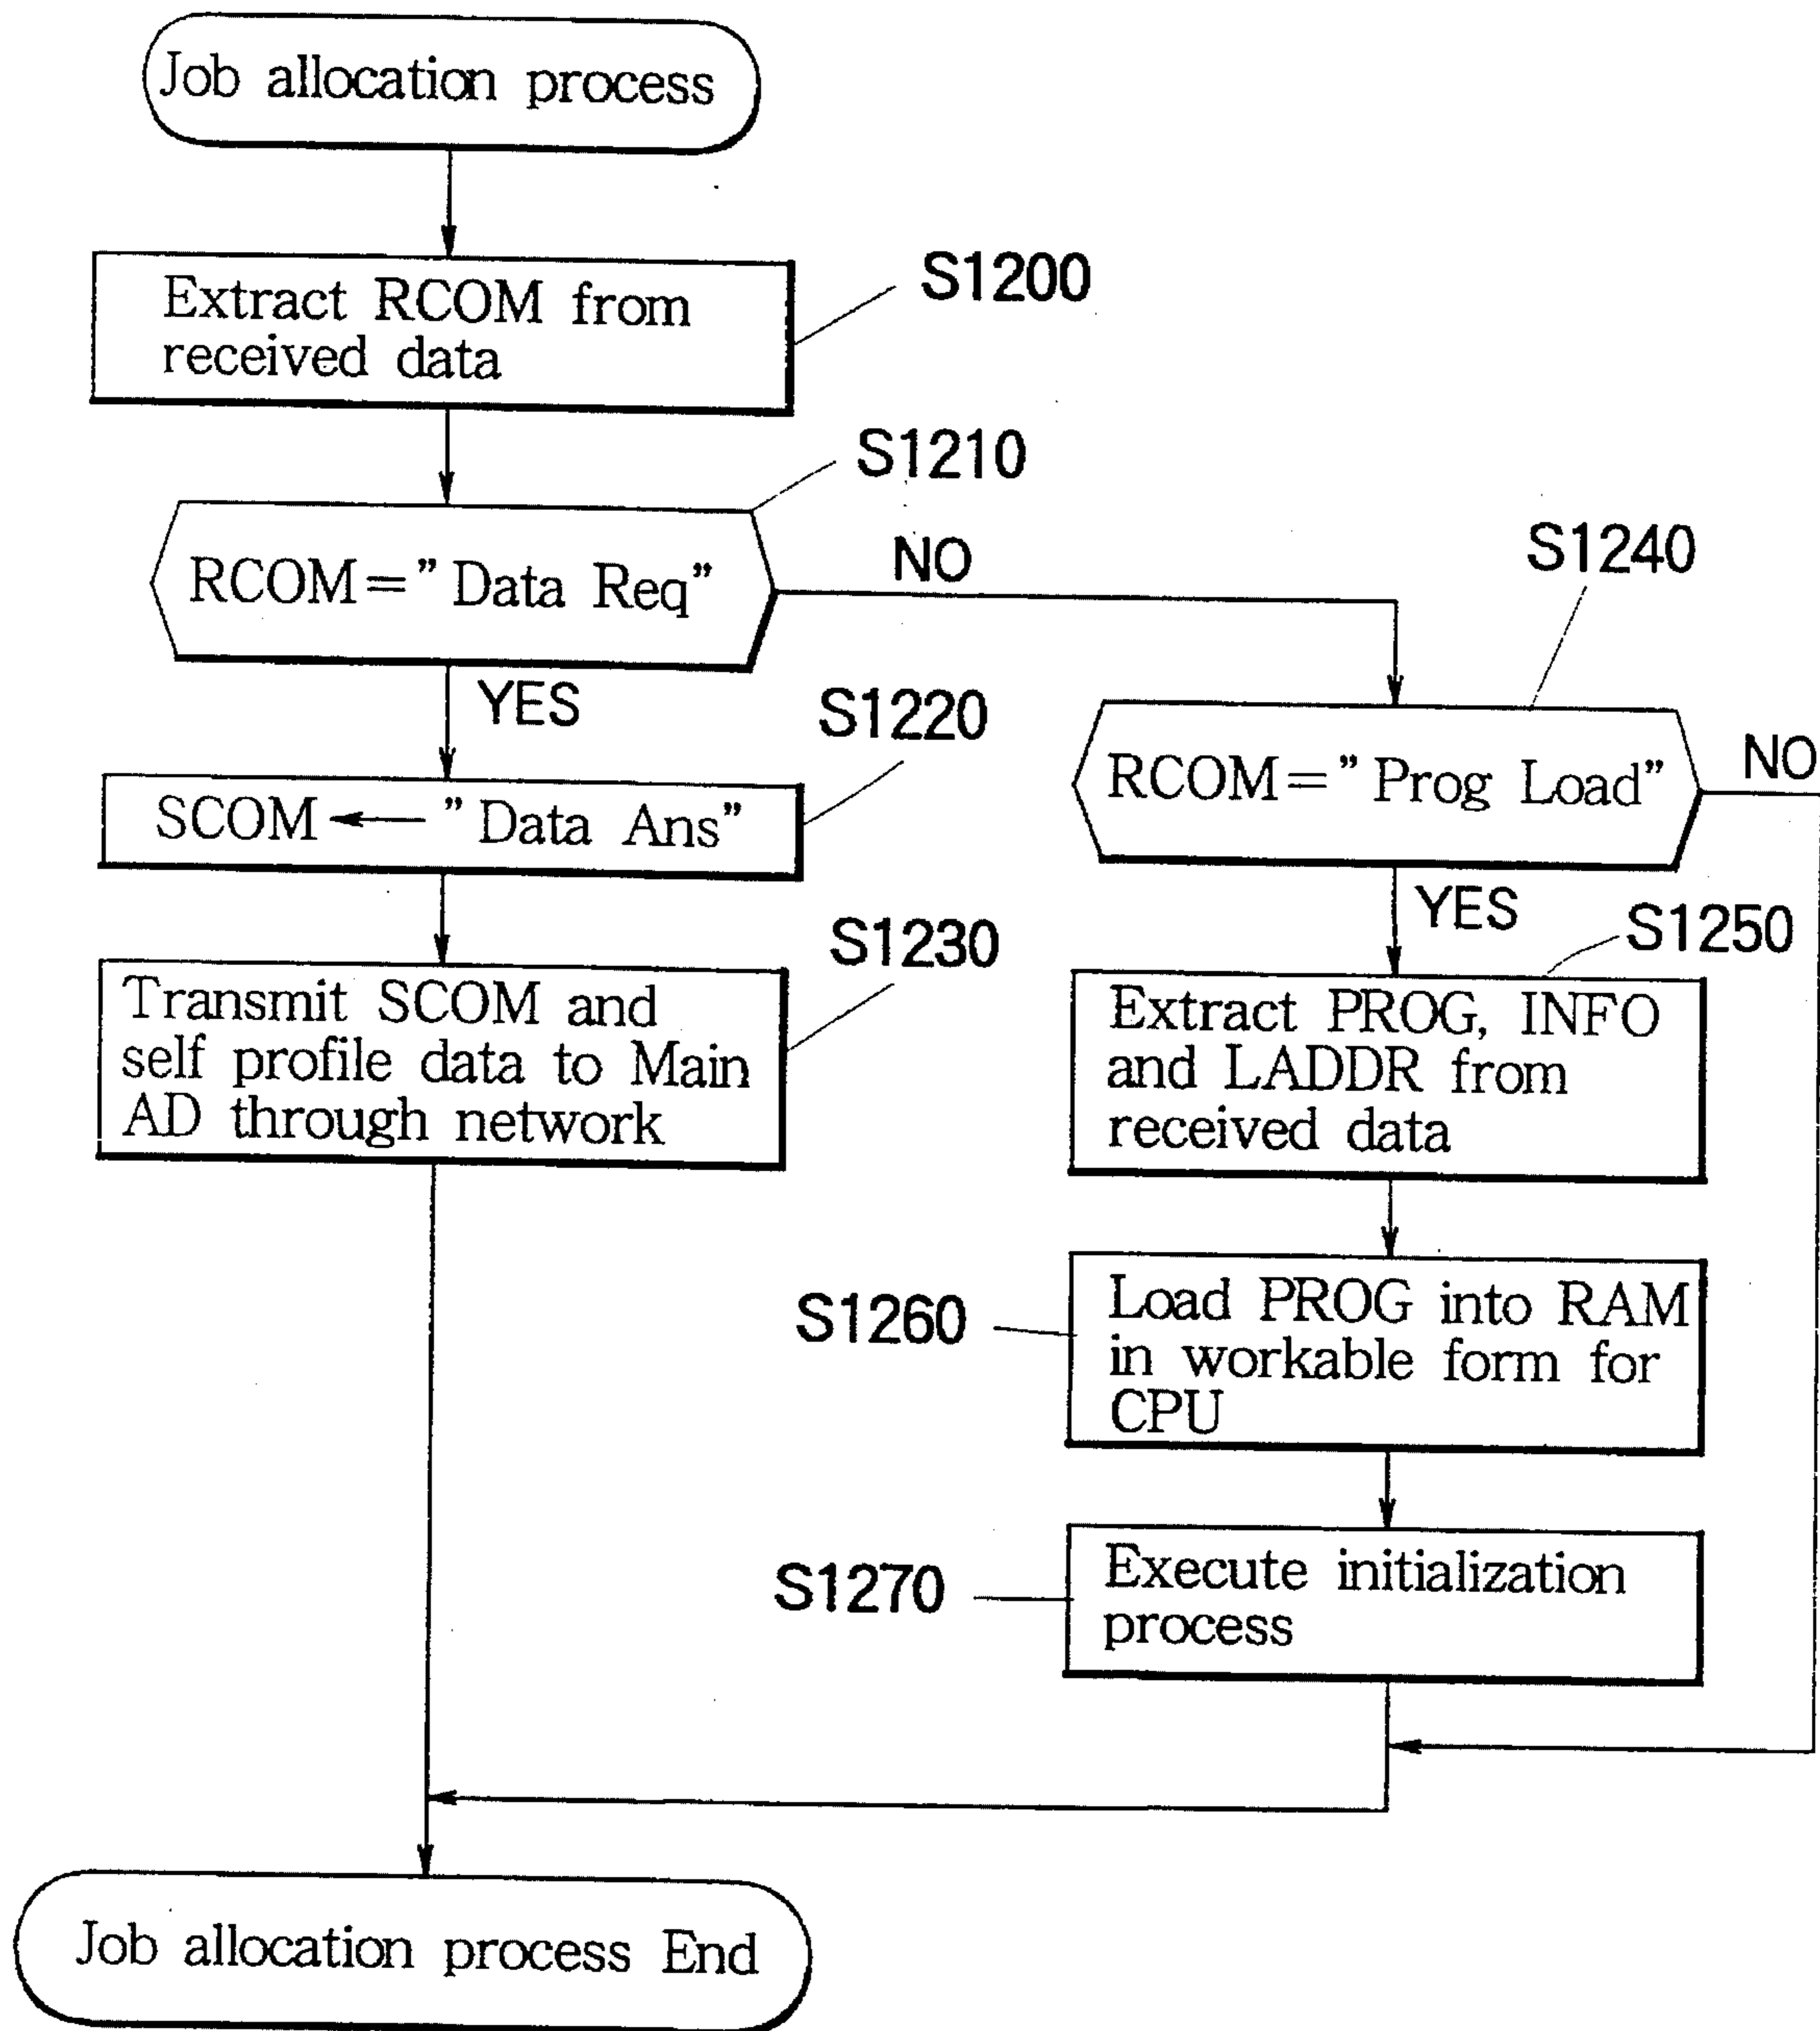 Job allocation process
Extract RCOM from
received data
S1200
S1210
RCOM="Data Req"
NO
YES
S1220
SCOM ← "Data Ans"
S1230
Transmit SCOM and
self profile data to Main
AD through network
S1240
RCOM="Prog Load"
NO
YES
S1250
Extract PROG, INFO
and LADDR from
received data
S1260
Load PROG into RAM
in workable form for
CPU
S1270
Execute initialization
process
Job allocation process End